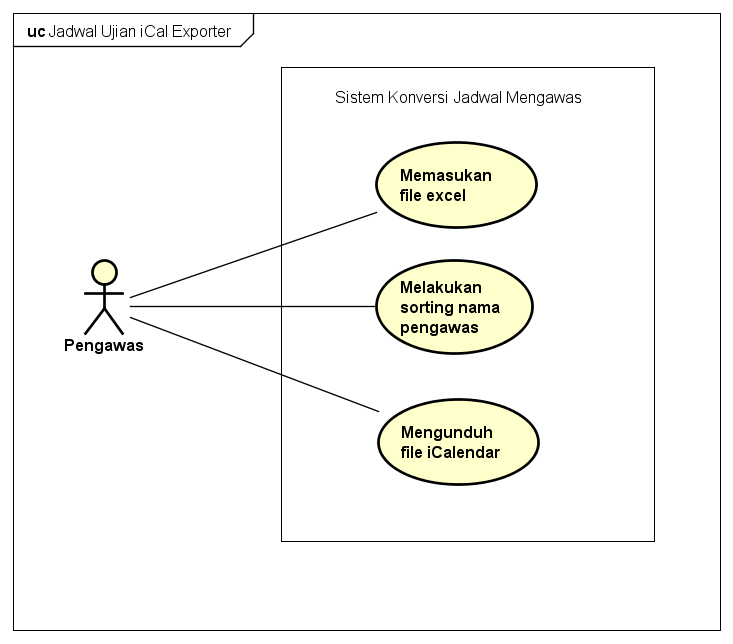 uc Jadwal Ujian iCal Exporter
Sistem Konversi Jadwal Mengawas
Memasukan
file excel
Melakukan
sorting nama
pengawas
Pengawas
Mengunduh
file iCalendar